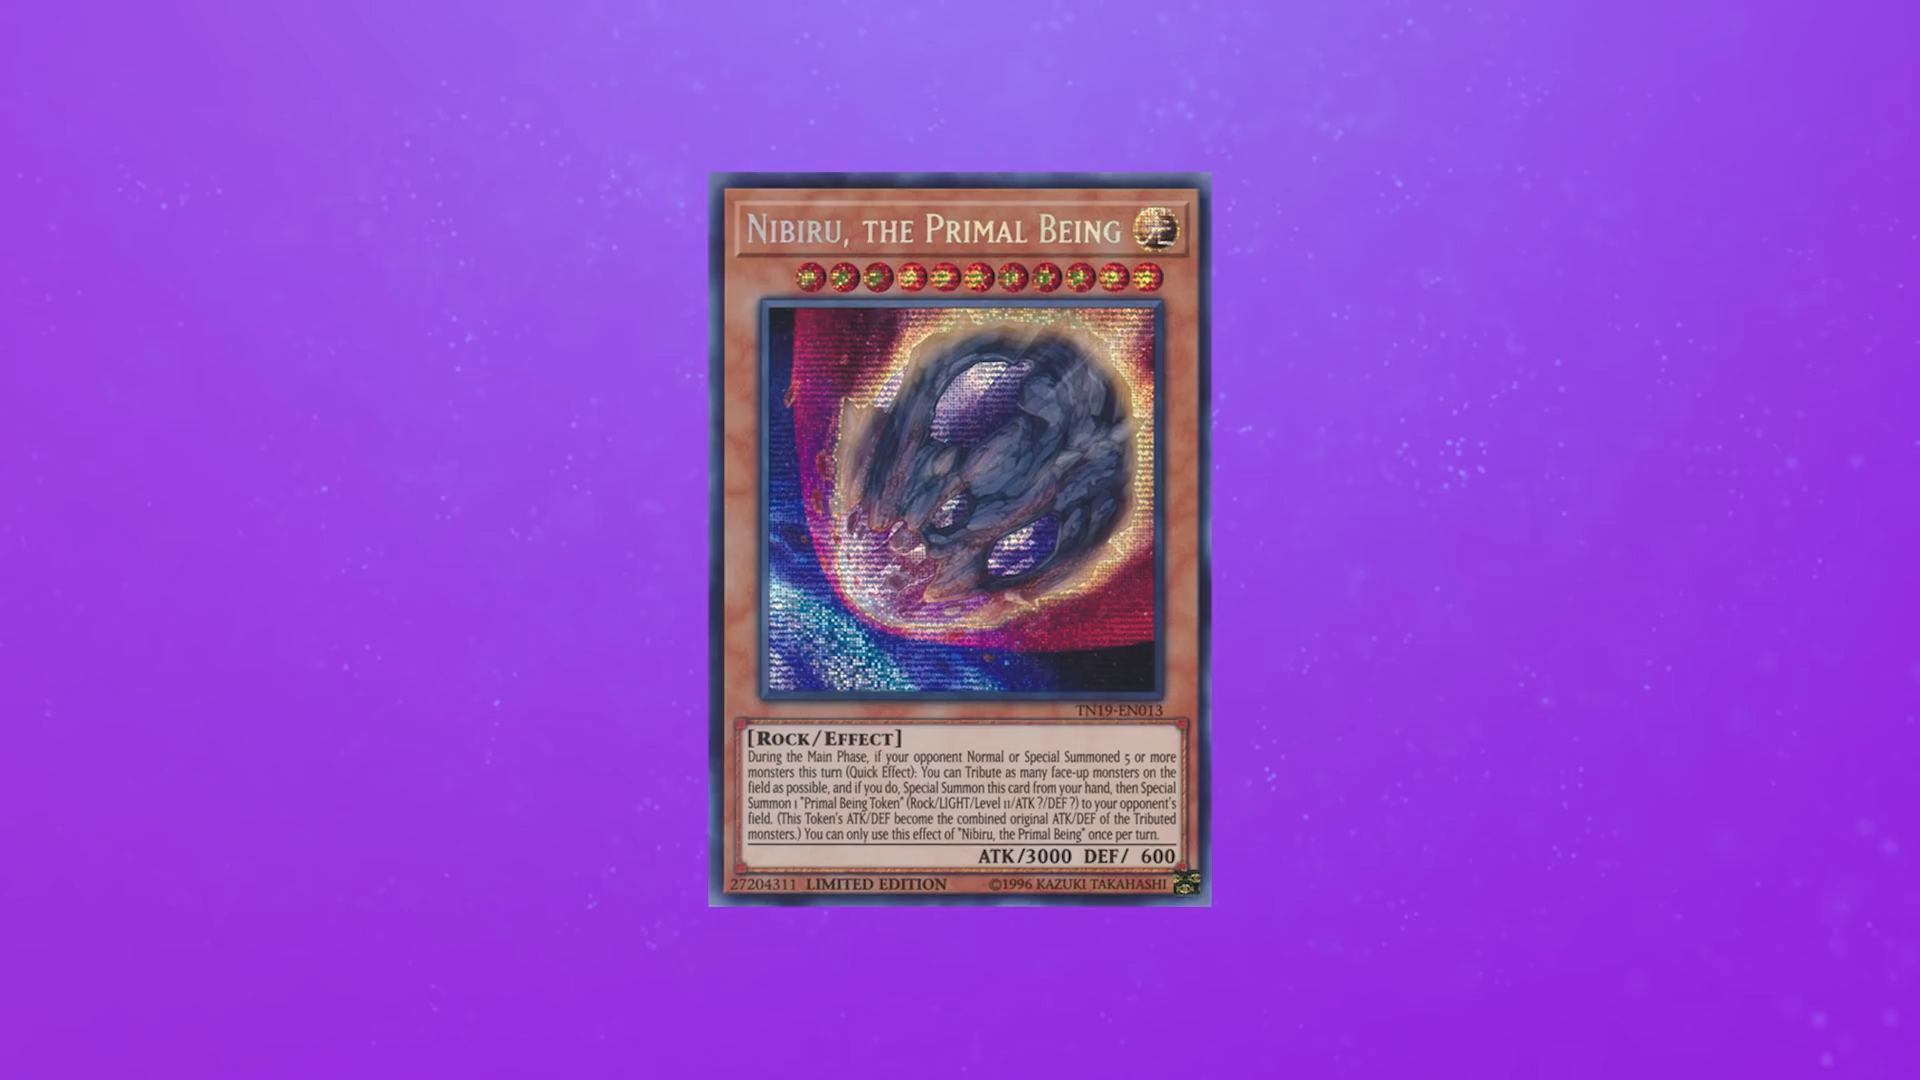 NIBIRU, THE PRIMAL BEING
TN19-EN013
[ROCK/EFFECT]
During the Main Phase, if your opponent Normal or Special Summoned 5 or more
monsters this turn (Quick Effect): You can Tribute as many face-up monsters on the
field as possible, and if you do, Special Summon this card from your hand, then Special
Summon 1 "Primal Being Token" (Rock/LIGHT/Level 11/ATK ?/DEF ?) to your opponent's
field. (This Token's ATK/DEF become the combined original ATK/DEF of the Tributed
monsters.) You can only use this effect of "Nibiru, the Primal Being" once per turn.
ATK/3000 DEF/ 600
27204311 LIMITED EDITION ©1996 KAZUKI TAKAHASHI